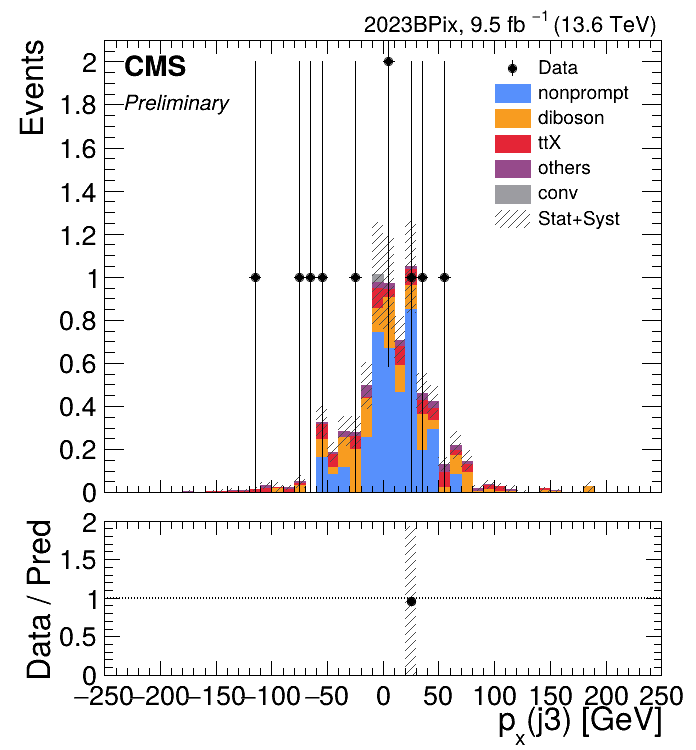 2023BPix, 9.5 fb⁻¹ (13.6 TeV)
CMS
Preliminary
Events
Data
nonprompt
diboson
ttX
others
conv
Stat+Syst
2
1.8
1.6
1.4
1.2
1
0.8
0.6
0.4
0.2
0
Data / Pred
2
1.5
1
0.5
0
−250 −200 −150 −100 −50 0 50 100 150 200 250
pₓ(j3) [GeV]